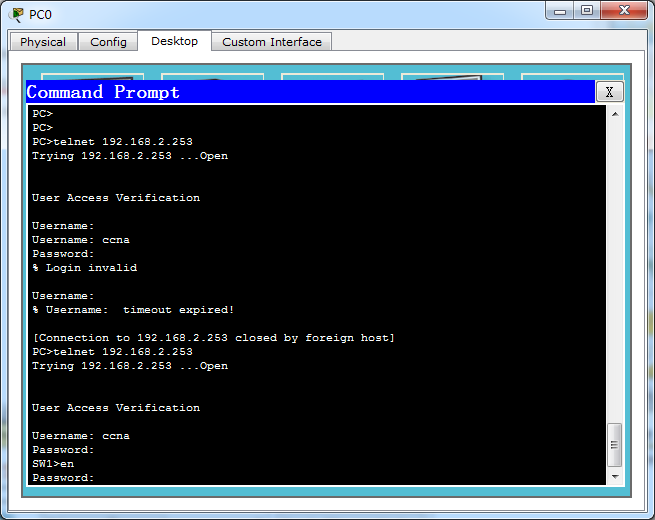 PC0
Physical Config Desktop Custom Interface
Command Prompt X
PC>
PC>
PC>telnet 192.168.2.253
Trying 192.168.2.253 ...Open
User Access Verification
Username:
Username: ccna
Password:
% Login invalid
Username:
% Username:  timeout expired!
[Connection to 192.168.2.253 closed by foreign host]
PC>telnet 192.168.2.253
Trying 192.168.2.253 ...Open
User Access Verification
Username: ccna
Password:
SW1>en
Password: